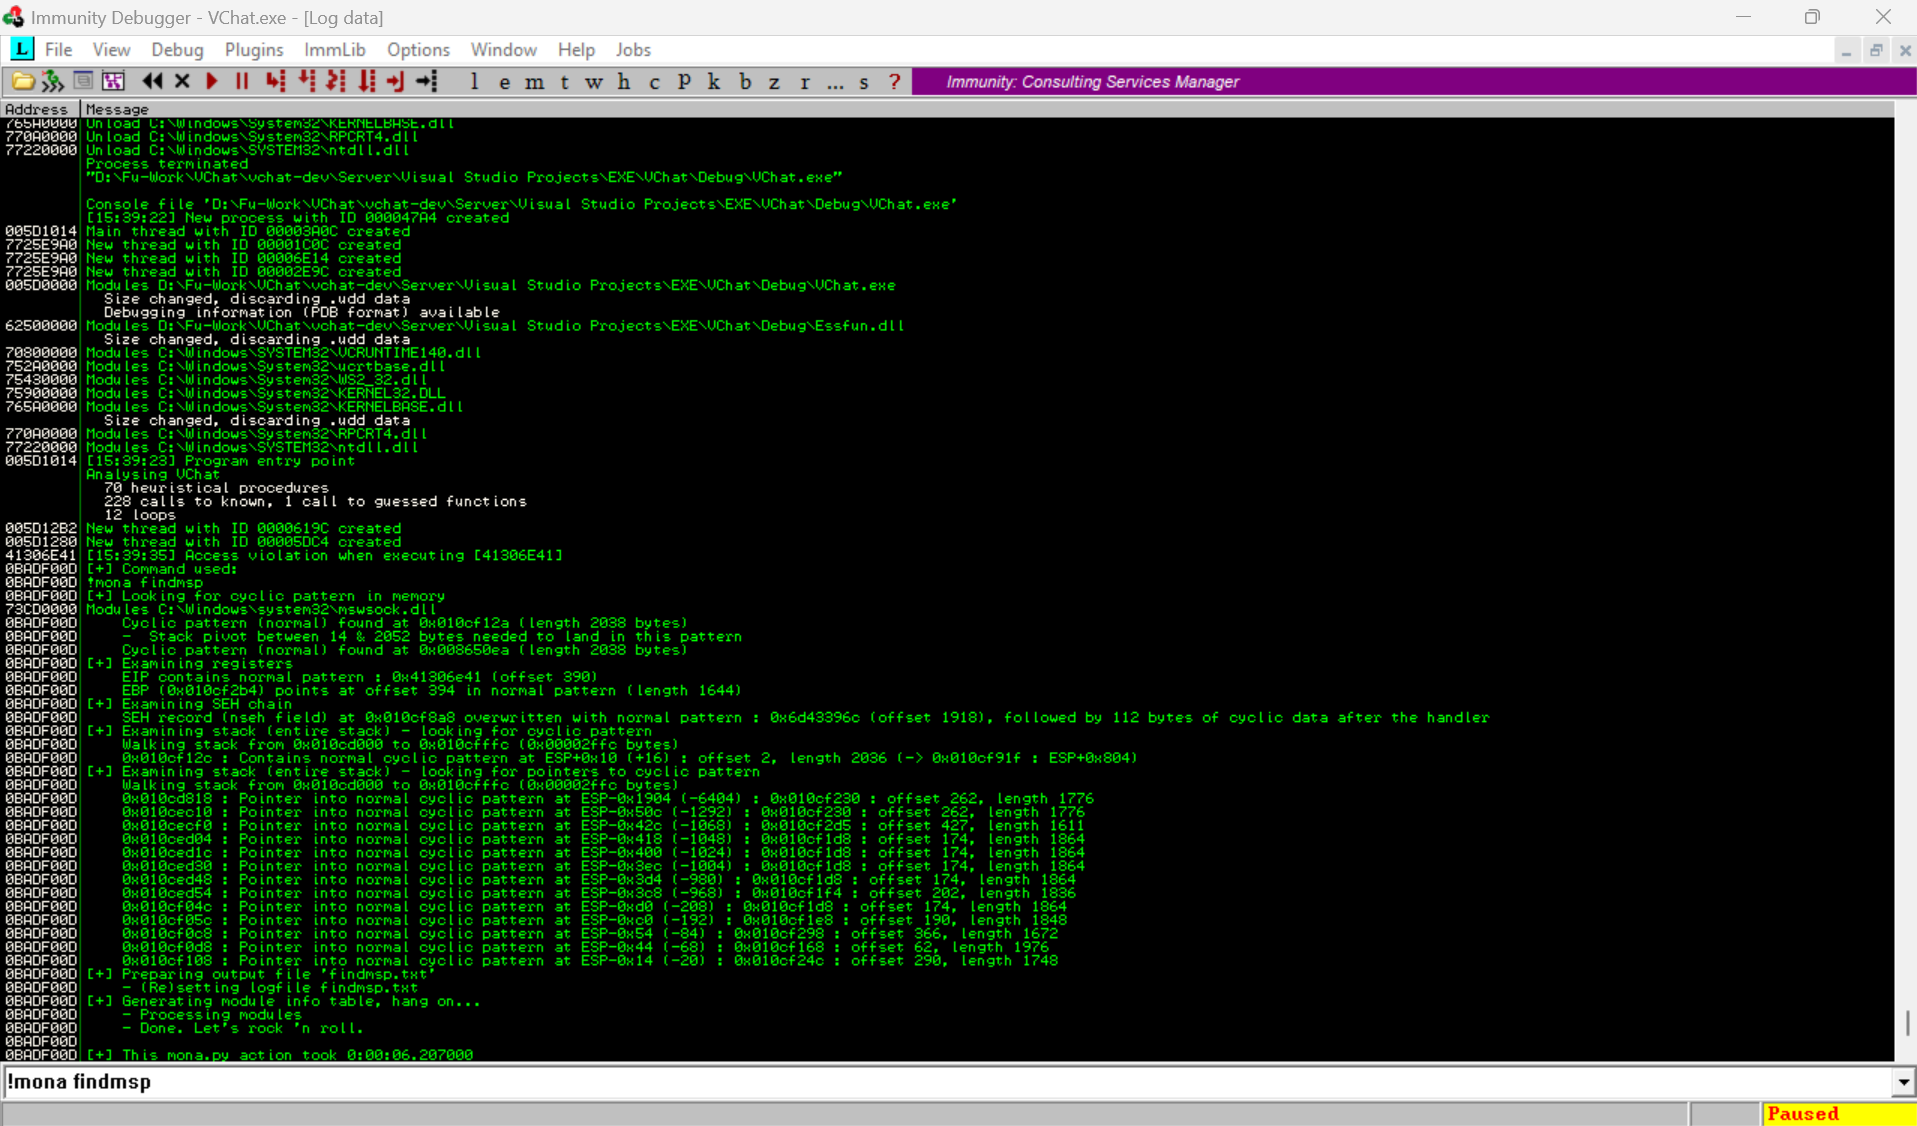 Immunity Debugger - VChat.exe - [Log data]
L File View Debug Plugins ImmLib Options Window Help Jobs
l e m t w h c P k b z r ... s ? Immunity: Consulting Services Manager
Address Message
765A0000 Unload C:\Windows\System32\KERNELBASE.dll
770A0000 Unload C:\Windows\System32\RPCRT4.dll
77220000 Unload C:\Windows\SYSTEM32\ntdll.dll
Process terminated
"D:\Fu-Work\VChat\vchat-dev\Server\Visual Studio Projects\EXE\VChat\Debug\VChat.exe"
Console file 'D:\Fu-Work\VChat\vchat-dev\Server\Visual Studio Projects\EXE\VChat\Debug\VChat.exe'
[15:39:22] New process with ID 000047A4 created
005D1014 Main thread with ID 00003A0C created
7725E9A0 New thread with ID 00001C0C created
7725E9A0 New thread with ID 00006E14 created
7725E9A0 New thread with ID 00002E9C created
005D0000 Modules D:\Fu-Work\VChat\vchat-dev\Server\Visual Studio Projects\EXE\VChat\Debug\VChat.exe
Size changed, discarding .udd data
Debugging information (PDB format) available
62500000 Modules D:\Fu-Work\VChat\vchat-dev\Server\Visual Studio Projects\EXE\VChat\Debug\Essfun.dll
Size changed, discarding .udd data
70800000 Modules C:\Windows\SYSTEM32\VCRUNTIME140.dll
752A0000 Modules C:\Windows\System32\ucrtbase.dll
75430000 Modules C:\Windows\System32\WS2_32.dll
75900000 Modules C:\Windows\System32\KERNEL32.DLL
765A0000 Modules C:\Windows\System32\KERNELBASE.dll
Size changed, discarding .udd data
770A0000 Modules C:\Windows\System32\RPCRT4.dll
77220000 Modules C:\Windows\SYSTEM32\ntdll.dll
005D1014 [15:39:23] Program entry point
Analysing VChat
70 heuristical procedures
228 calls to known, 1 call to guessed functions
12 loops
005D12B2 New thread with ID 0000619C created
005D1280 New thread with ID 00005DC4 created
41306E41 [15:39:35] Access violation when executing [41306E41]
0BADF00D [+] Command used:
0BADF00D !mona findmsp
0BADF00D [+] Looking for cyclic pattern in memory
73CD0000 Modules C:\Windows\system32\mswsock.dll
0BADF00D Cyclic pattern (normal) found at 0x010cf12a (length 2038 bytes)
0BADF00D - Stack pivot between 14 & 2052 bytes needed to land in this pattern
0BADF00D Cyclic pattern (normal) found at 0x008650ea (length 2038 bytes)
0BADF00D [+] Examining registers
0BADF00D EIP contains normal pattern : 0x41306e41 (offset 390)
0BADF00D EBP (0x010cf2b4) points at offset 394 in normal pattern (length 1644)
0BADF00D [+] Examining SEH chain
0BADF00D SEH record (nseh field) at 0x010cf8a8 overwritten with normal pattern : 0x6d43396c (offset 1918), followed by 112 bytes of cyclic data after the handler
0BADF00D [+] Examining stack (entire stack) - looking for cyclic pattern
0BADF00D Walking stack from 0x010cd000 to 0x010cfffc (0x00002ffc bytes)
0BADF00D 0x010cf12c : Contains normal cyclic pattern at ESP+0x10 (+16) : offset 2, length 2036 (-> 0x010cf91f : ESP+0x804)
0BADF00D [+] Examining stack (entire stack) - looking for pointers to cyclic pattern
0BADF00D Walking stack from 0x010cd000 to 0x010cfffc (0x00002ffc bytes)
0BADF00D 0x010cd818 : Pointer into normal cyclic pattern at ESP-0x1904 (-6404) : 0x010cf230 : offset 262, length 1776
0BADF00D 0x010cec10 : Pointer into normal cyclic pattern at ESP-0x50c (-1292) : 0x010cf230 : offset 262, length 1776
0BADF00D 0x010cecf0 : Pointer into normal cyclic pattern at ESP-0x42c (-1068) : 0x010cf2d5 : offset 427, length 1611
0BADF00D 0x010ced04 : Pointer into normal cyclic pattern at ESP-0x418 (-1048) : 0x010cf1d8 : offset 174, length 1864
0BADF00D 0x010ced1c : Pointer into normal cyclic pattern at ESP-0x400 (-1024) : 0x010cf1d8 : offset 174, length 1864
0BADF00D 0x010ced30 : Pointer into normal cyclic pattern at ESP-0x3ec (-1004) : 0x010cf1d8 : offset 174, length 1864
0BADF00D 0x010ced48 : Pointer into normal cyclic pattern at ESP-0x3d4 (-980) : 0x010cf1d8 : offset 174, length 1864
0BADF00D 0x010ced54 : Pointer into normal cyclic pattern at ESP-0x3c8 (-968) : 0x010cf1f4 : offset 202, length 1836
0BADF00D 0x010cf04c : Pointer into normal cyclic pattern at ESP-0xd0 (-208) : 0x010cf1d8 : offset 174, length 1864
0BADF00D 0x010cf05c : Pointer into normal cyclic pattern at ESP-0xc0 (-192) : 0x010cf1e8 : offset 190, length 1848
0BADF00D 0x010cf0c8 : Pointer into normal cyclic pattern at ESP-0x54 (-84) : 0x010cf298 : offset 366, length 1672
0BADF00D 0x010cf0d8 : Pointer into normal cyclic pattern at ESP-0x44 (-68) : 0x010cf168 : offset 62, length 1976
0BADF00D 0x010cf108 : Pointer into normal cyclic pattern at ESP-0x14 (-20) : 0x010cf24c : offset 290, length 1748
0BADF00D [+] Preparing output file 'findmsp.txt'
0BADF00D - (Re)setting logfile findmsp.txt
0BADF00D [+] Generating module info table, hang on...
0BADF00D - Processing modules
0BADF00D - Done. Let's rock 'n roll.
0BADF00D
0BADF00D [+] This mona.py action took 0:00:06.207000
!mona findmsp
Paused